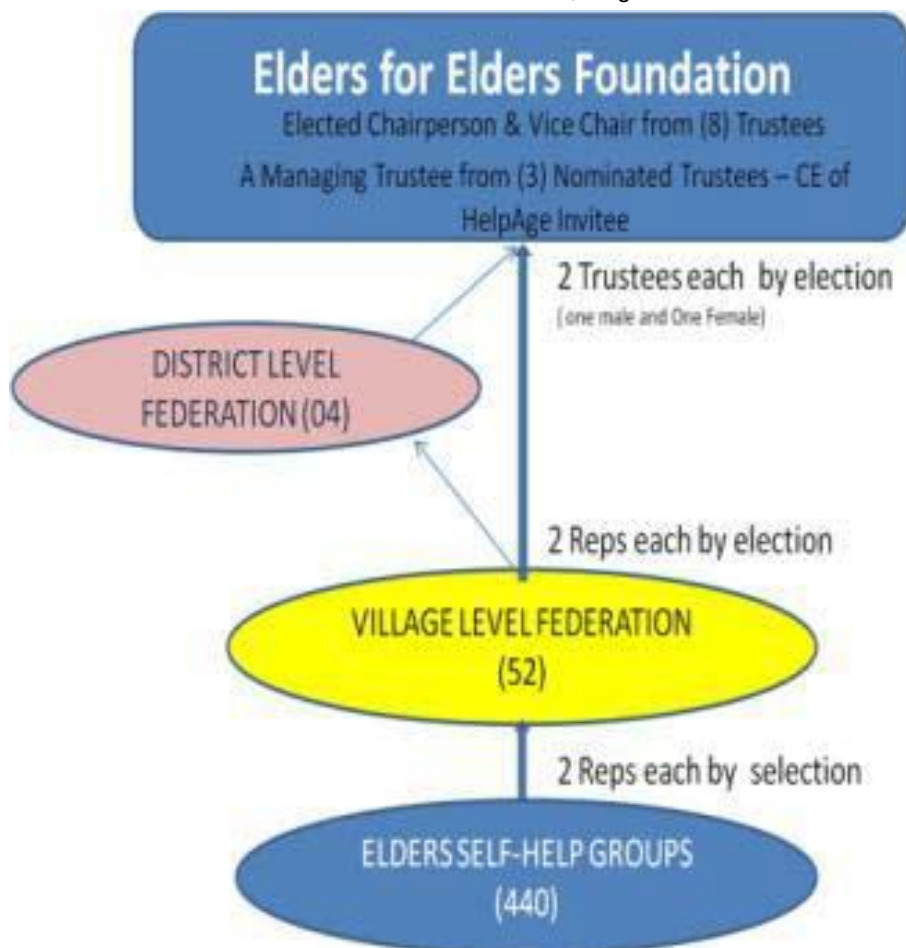 Elders for Elders Foundation
Elected Chairperson & Vice Chair from (8) Trustees
A Managing Trustee from (3) Nominated Trustees – CE of
HelpAge Invitee
2 Trustees each by election
( one male and One Female)
DISTRICT LEVEL
FEDERATION (04)
2 Reps each by election
VILLAGE LEVEL FEDERATION
(52)
2 Reps each by selection
ELDERS SELF-HELP GROUPS
(440)